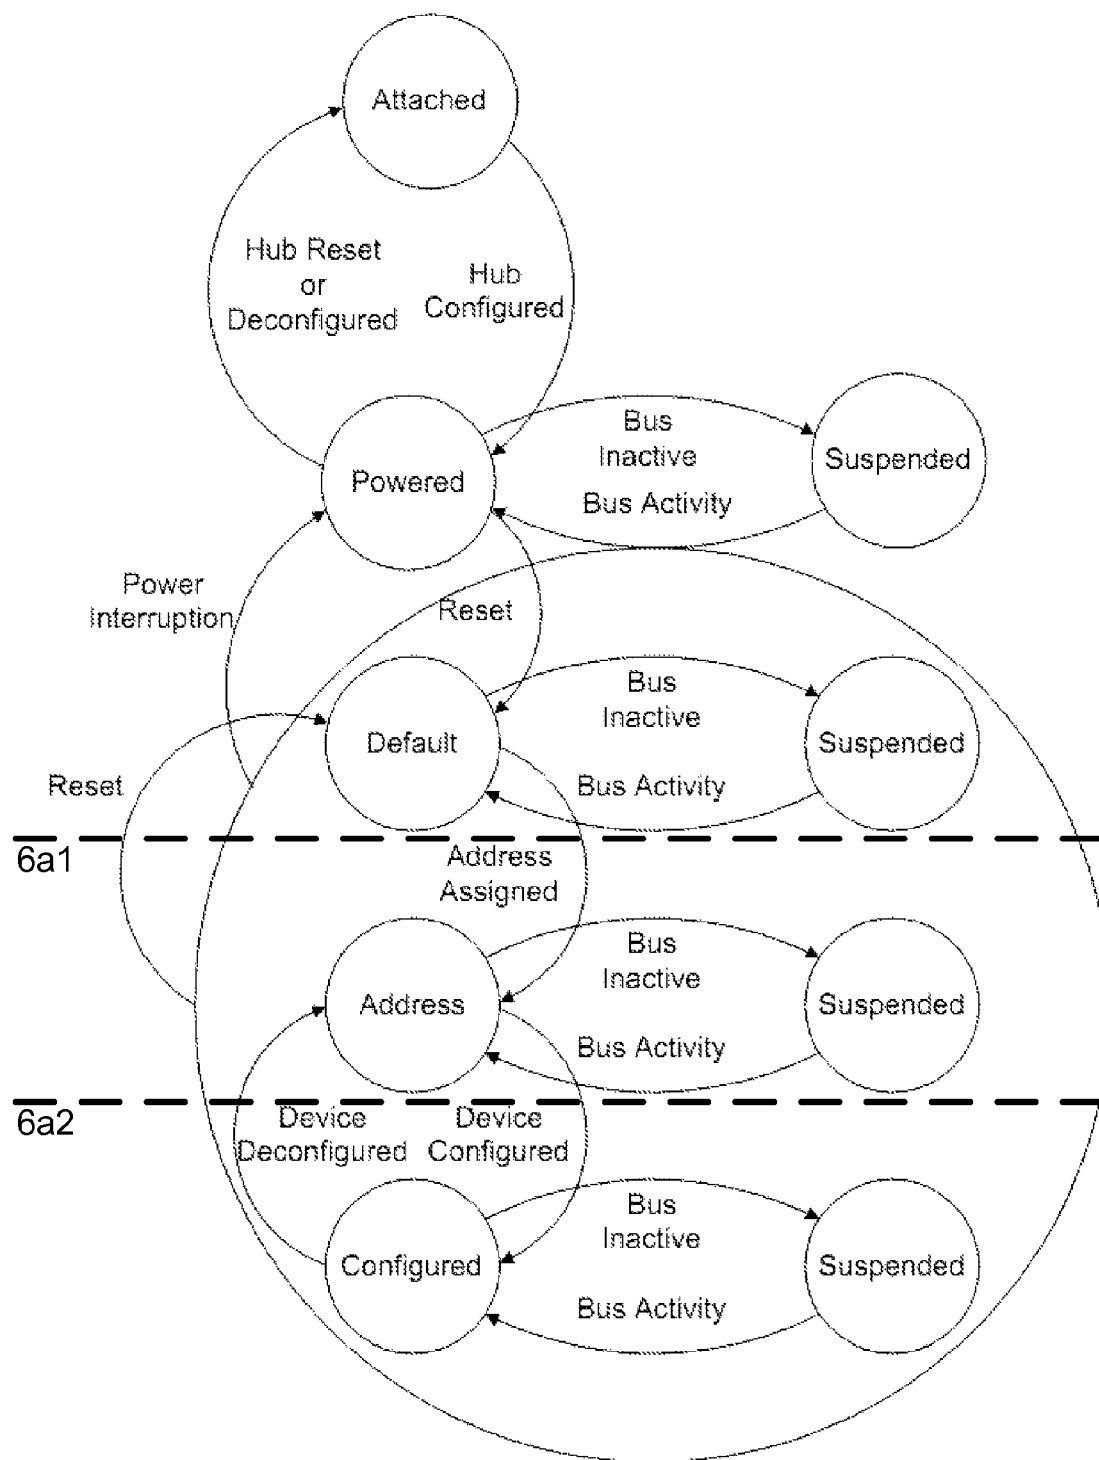 Attached
Hub Reset
or
Deconfigured
Hub
Configured
Powered
Bus
Inactive
Bus Activity
Suspended
Power
Interruption
Reset
Default
Bus
Inactive
Bus Activity
Suspended
Reset
6a1
Address
Assigned
Address
Bus
Inactive
Bus Activity
Suspended
6a2
Device
Deconfigured
Device
Configured
Configured
Bus
Inactive
Bus Activity
Suspended